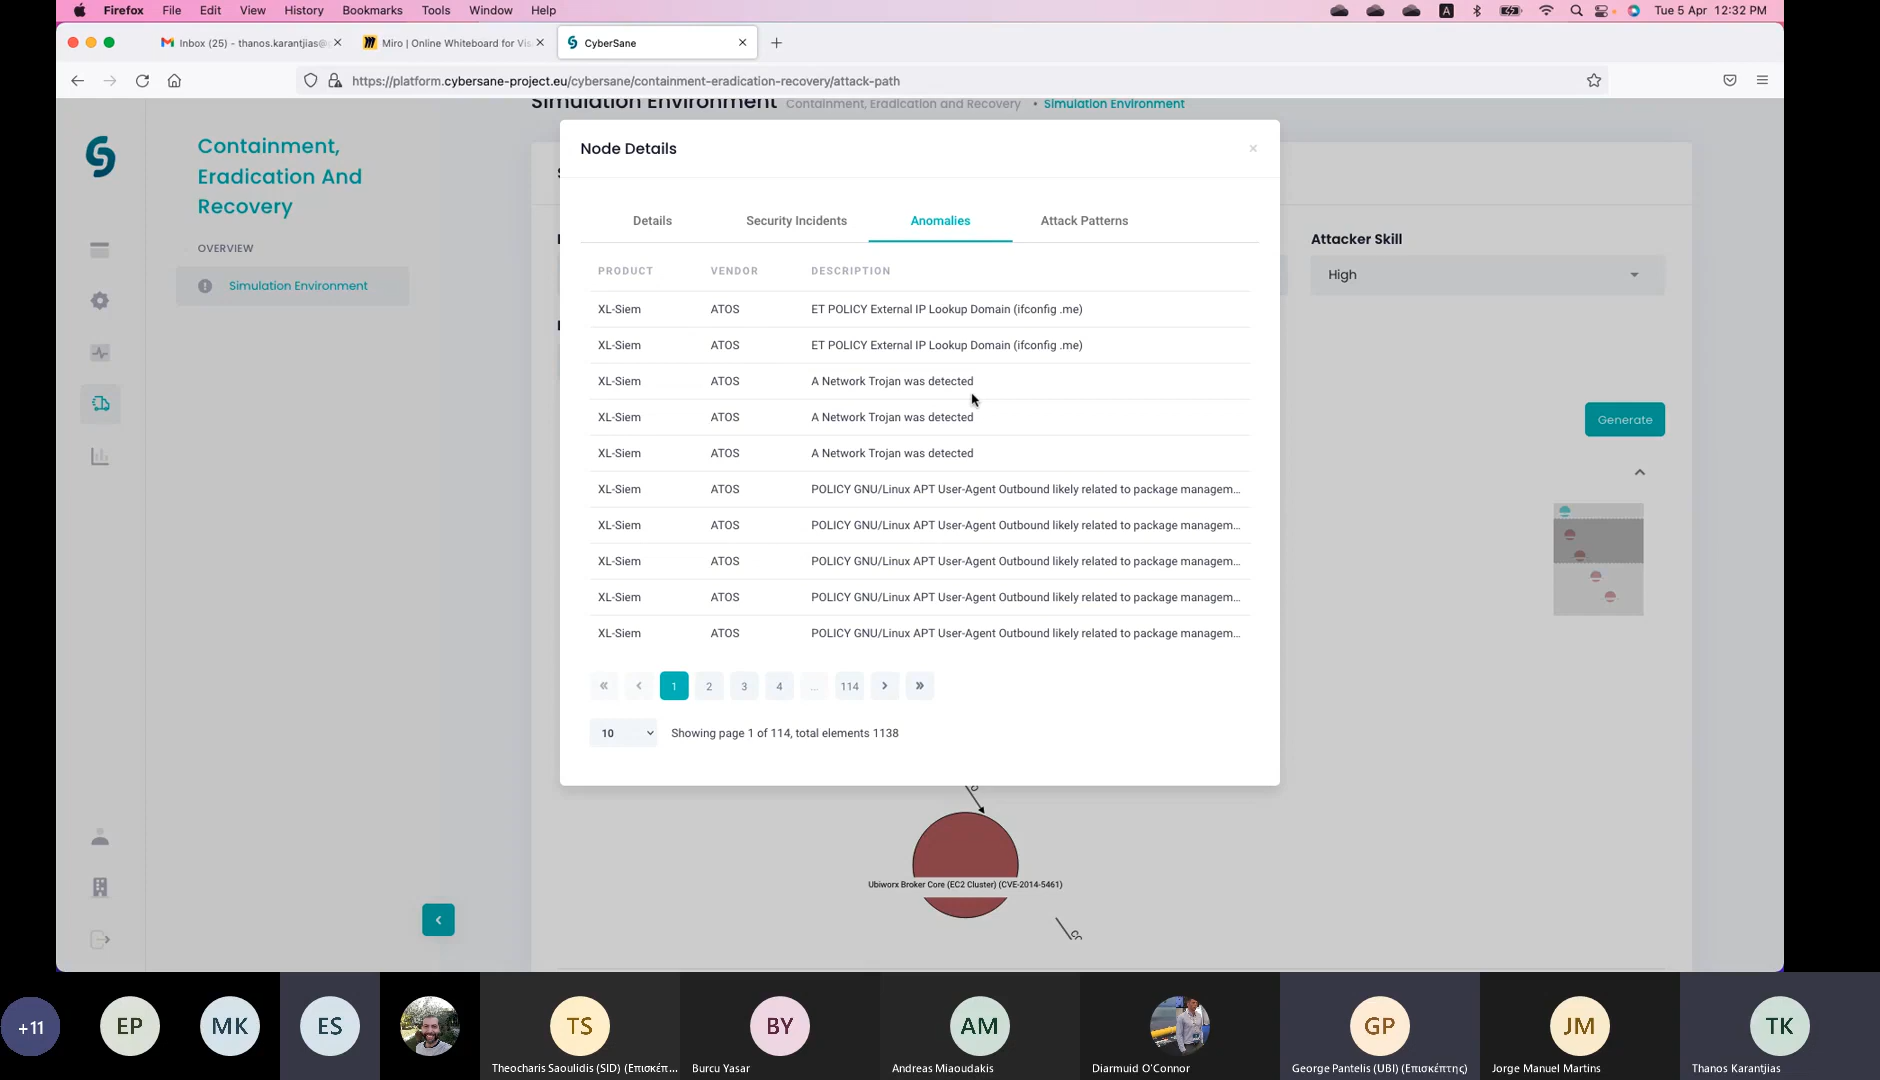 Firefox File Edit View History Bookmarks Tools Window Help
A
Tue 5 Apr 12:32 PM
Inbox (25) - thanos.karantjias@
Miro | Online Whiteboard for Vis
CyberSane
https://platform.cybersane-project.eu/cybersane/containment-eradication-recovery/attack-path
Simulation Environment Containment, Eradication and Recovery • Simulation Environment
Containment,
Eradication And
Recovery
OVERVIEW
Simulation Environment
Node Details
Details Security Incidents Anomalies Attack Patterns
Attacker Skill
High
Generate
PRODUCT VENDOR DESCRIPTION
XL-Siem ATOS ET POLICY External IP Lookup Domain (ifconfig .me)
XL-Siem ATOS ET POLICY External IP Lookup Domain (ifconfig .me)
XL-Siem ATOS A Network Trojan was detected
XL-Siem ATOS A Network Trojan was detected
XL-Siem ATOS A Network Trojan was detected
XL-Siem ATOS POLICY GNU/Linux APT User-Agent Outbound likely related to package managem...
XL-Siem ATOS POLICY GNU/Linux APT User-Agent Outbound likely related to package managem...
XL-Siem ATOS POLICY GNU/Linux APT User-Agent Outbound likely related to package managem...
XL-Siem ATOS POLICY GNU/Linux APT User-Agent Outbound likely related to package managem...
XL-Siem ATOS POLICY GNU/Linux APT User-Agent Outbound likely related to package managem...
« ‹ 1 2 3 4 ... 114 › »
10 Showing page 1 of 114, total elements 1138
Ubiworx Broker Core (EC2 Cluster) (CVE-2014-5461)
+11 EP MK ES TS BY AM GP JM TK
Theocharis Saoulidis (SID) (Επισκέπ... Burcu Yasar Andreas Miaoudakis Diarmuid O'Connor George Pantelis (UBI) (Επισκέπτης) Jorge Manuel Martins Thanos Karantjias